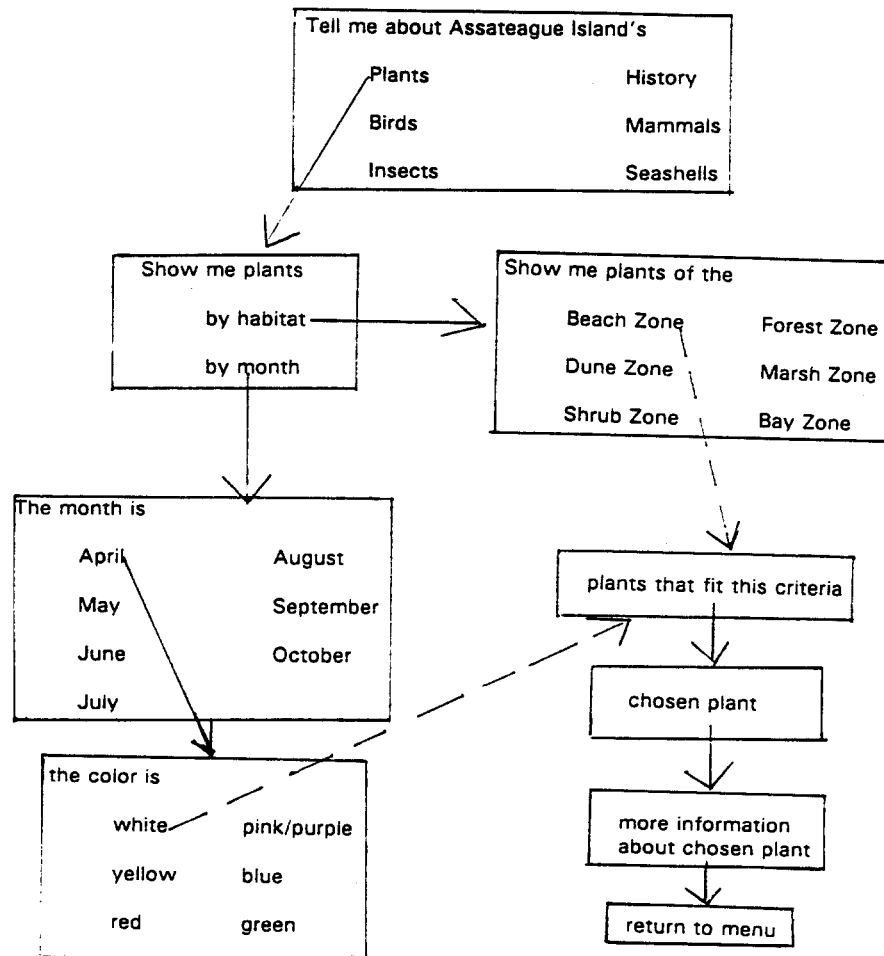 Tell me about Assateague Island's
Plants History
Birds Mammals
Insects Seashells
Show me plants
by habitat
by month
Show me plants of the
Beach Zone Forest Zone
Dune Zone Marsh Zone
Shrub Zone Bay Zone
The month is
April August
May September
June October
July
plants that fit this criteria
chosen plant
the color is
white pink/purple
yellow blue
red green
more information
about chosen plant
return to menu